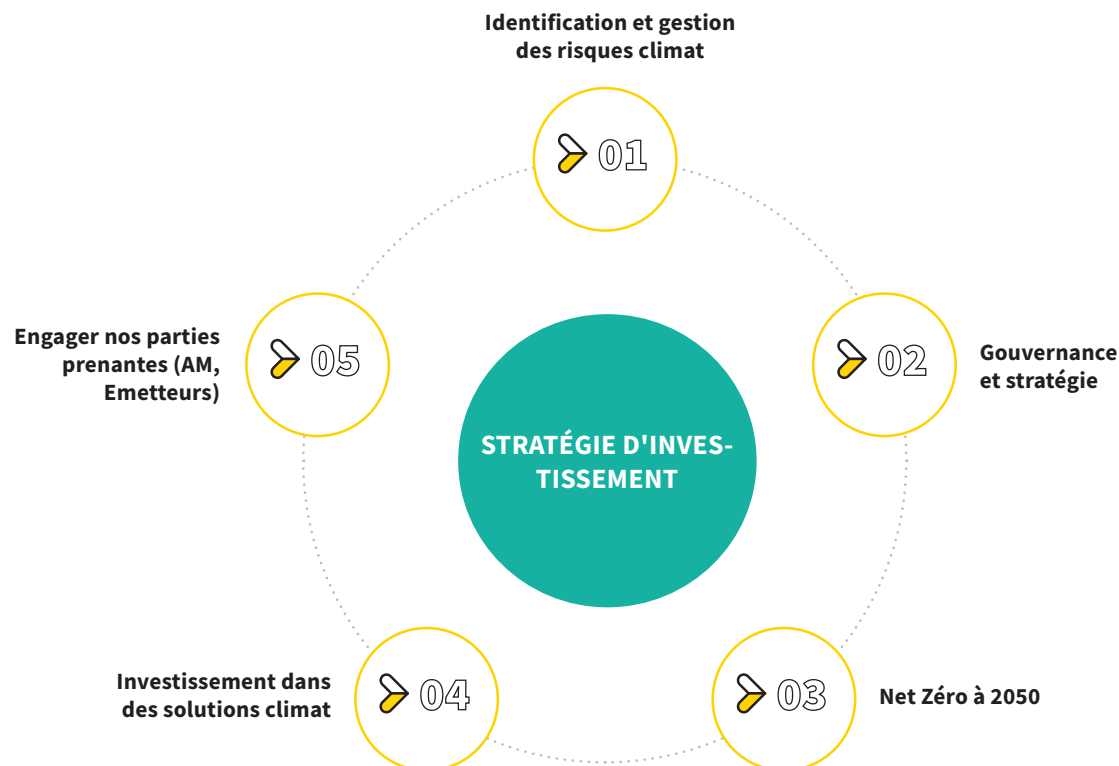 Identification et gestion
des risques climat
01
02
Gouvernance
et stratégie
03
Net Zéro à 2050
04
Investissement dans
des solutions climat
05
Engager nos parties
prenantes (AM,
Emetteurs)
STRATÉGIE D'INVES-
TISSEMENT